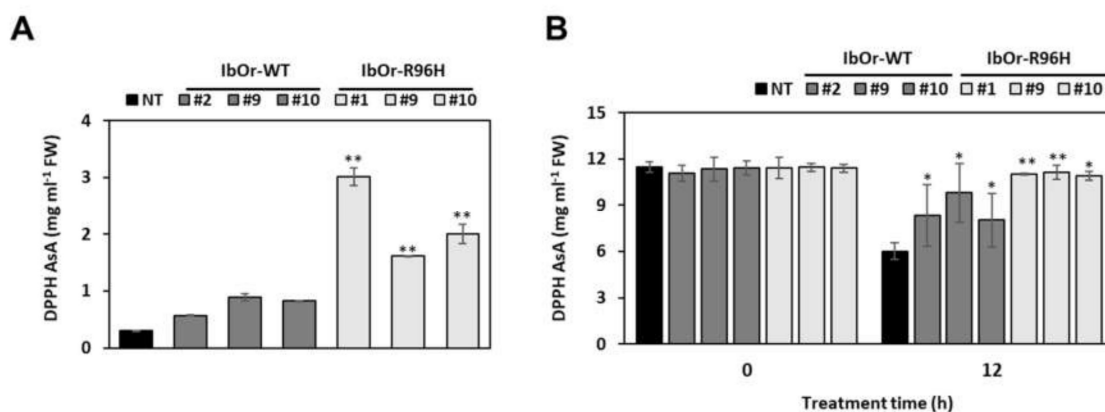 A
IbOr-WT IbOr-R96H
NT #2 #9 #10 #1 #9 #10
DPPH AsA (mg ml⁻¹ FW)
4
3
2
1
0
**
**
**
B
IbOr-WT IbOr-R96H
NT #2 #9 #10 #1 #9 #10
DPPH AsA (mg ml⁻¹ FW)
15
12
9
6
3
0
* * * ** ** *
0 12
Treatment time (h)